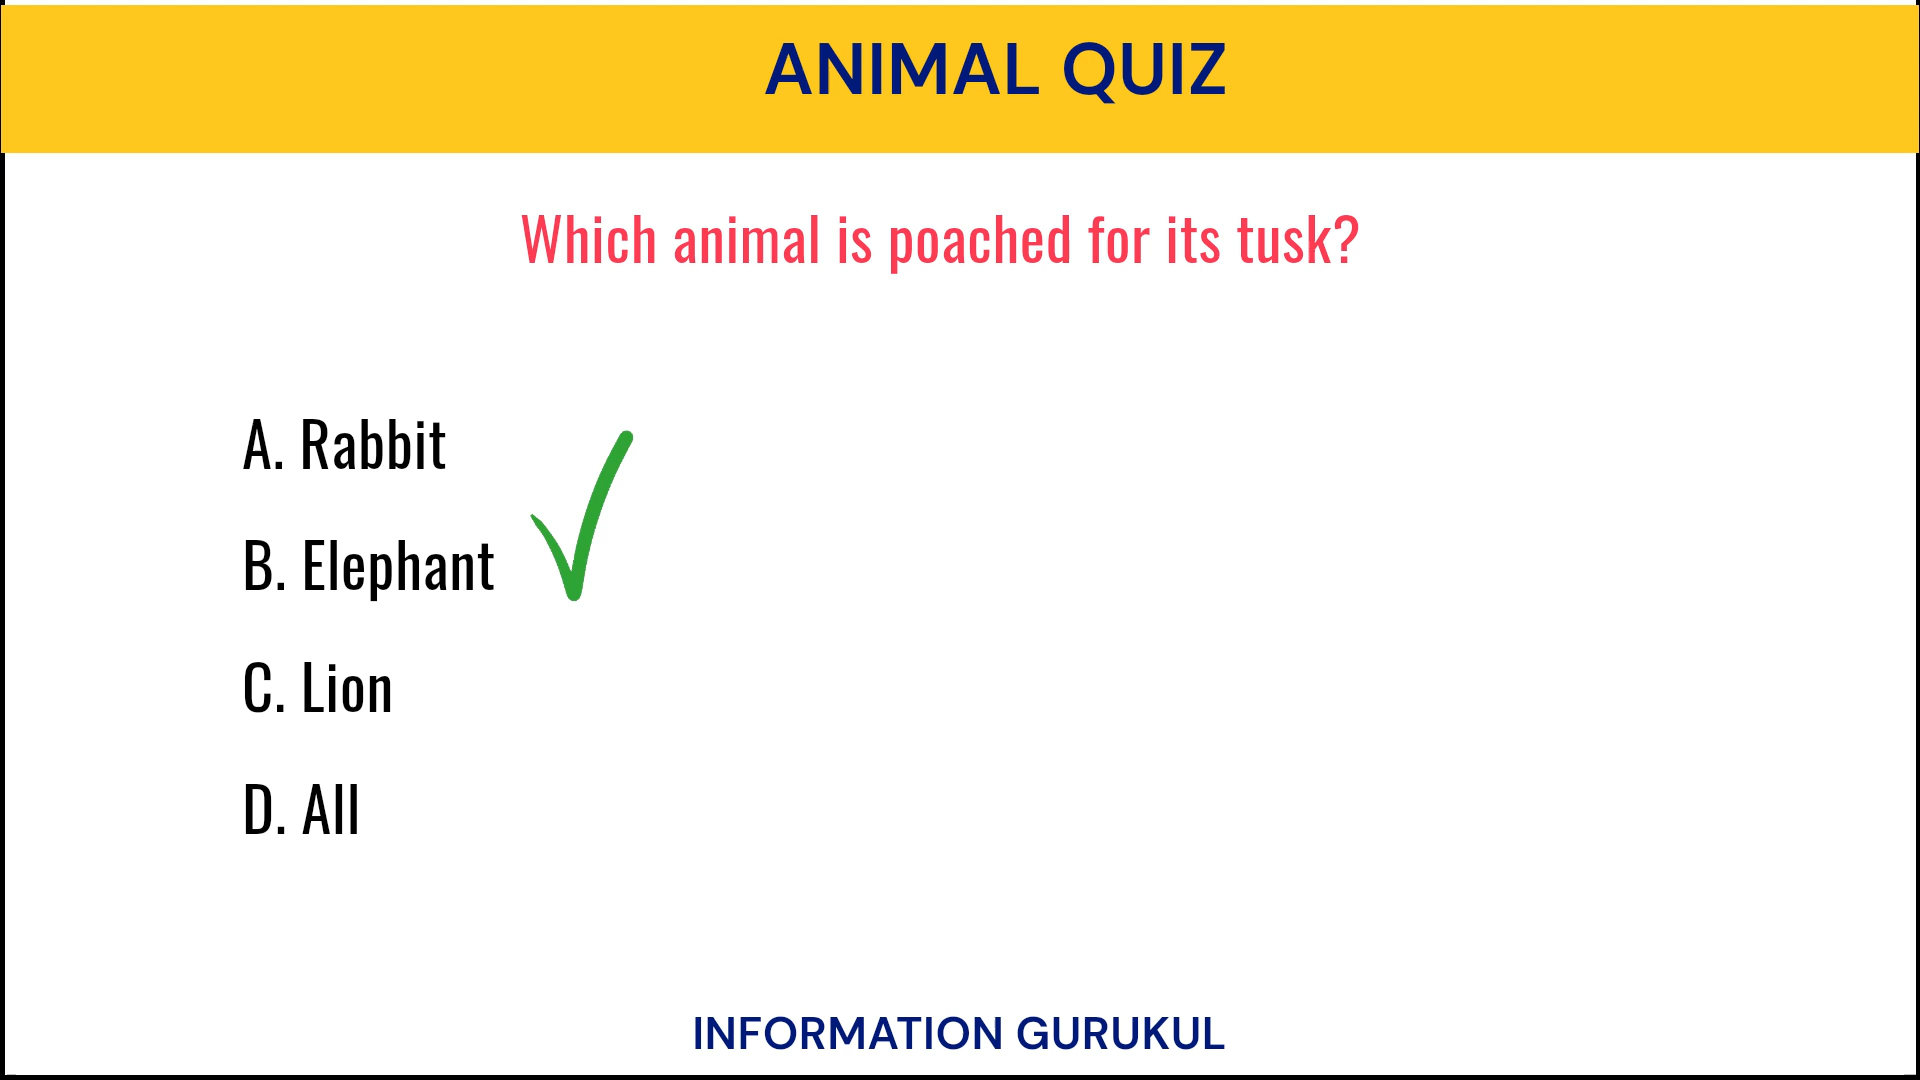 ANIMAL QUIZ
Which animal is poached for its tusk?
A. Rabbit
B. Elephant
C. Lion
D. All
INFORMATION GURUKUL